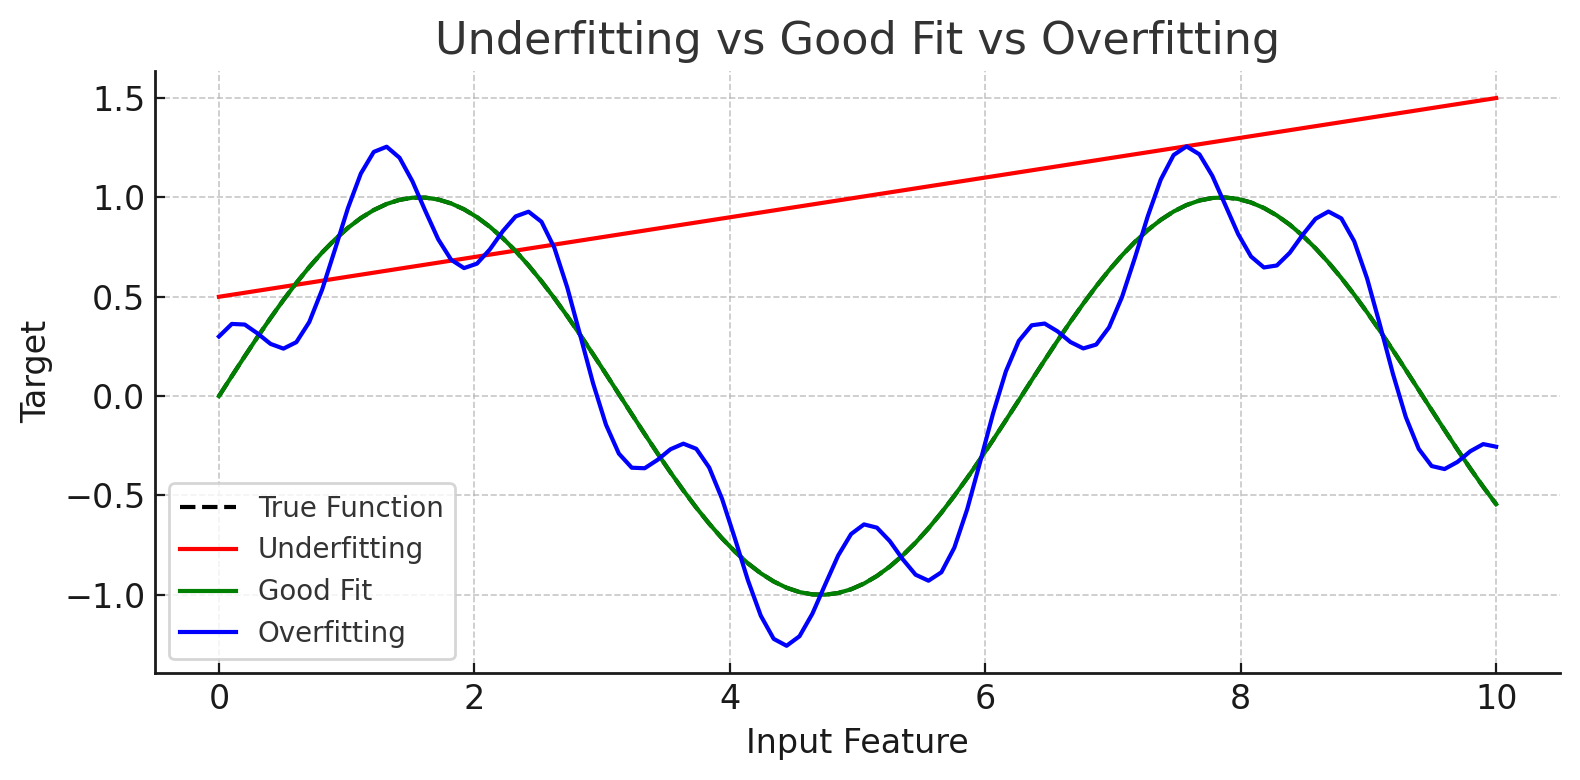 Underfitting vs Good Fit vs Overfitting
1.5
1.0
0.5
0.0
−0.5
−1.0
Target
True Function
Underfitting
Good Fit
Overfitting
0 2 4 6 8 10
Input Feature